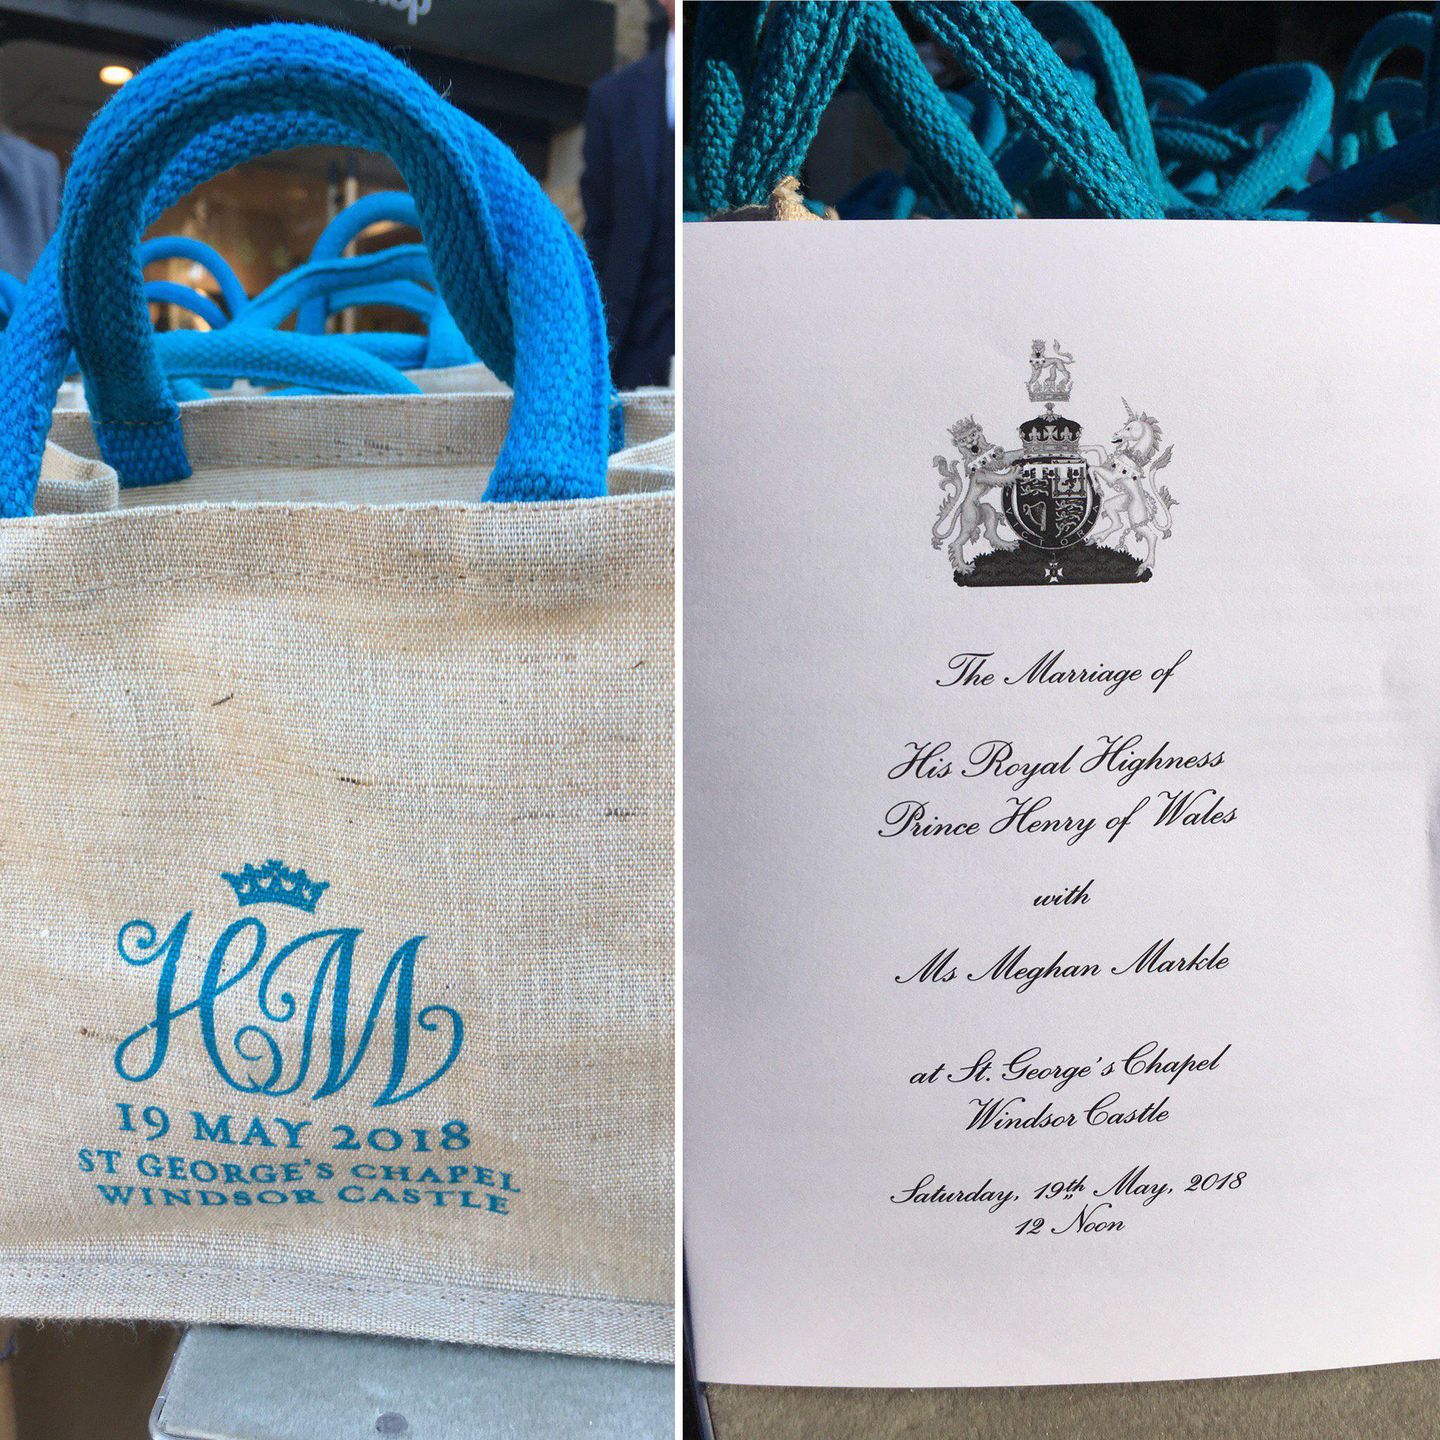 HM
19 MAY 2018
ST GEORGE'S CHAPEL
WINDSOR CASTLE
VICTORIA
The Marriage of
His Royal Highness
Prince Henry of Wales
with
Ms Meghan Markle
at St. George's Chapel
Windsor Castle
Saturday, 19th May, 2018
12 Noon